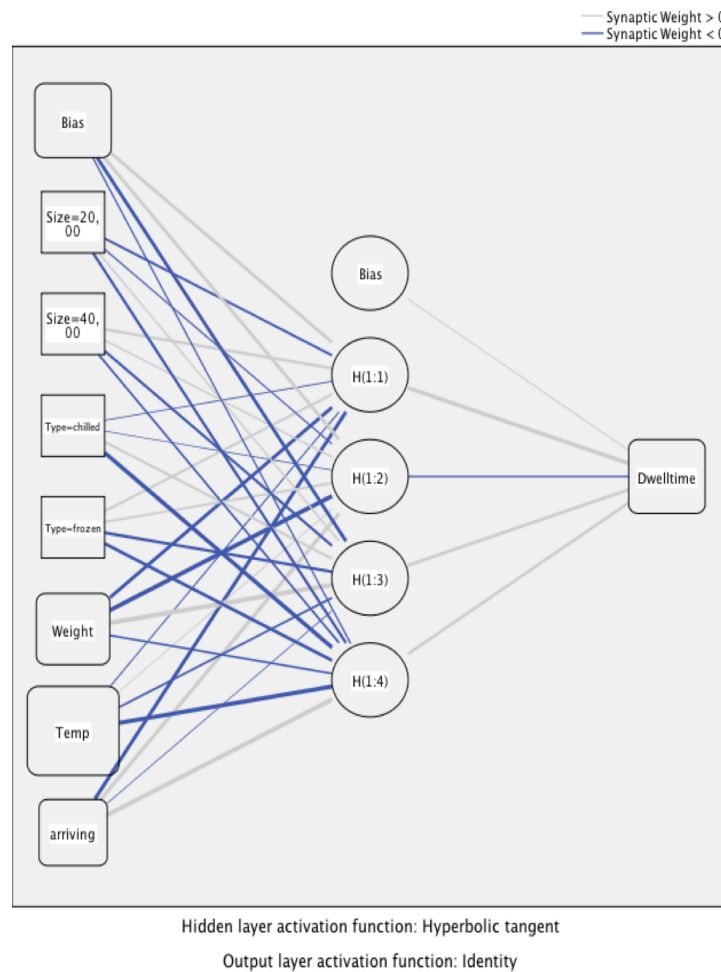 Synaptic Weight > 0
Synaptic Weight < 0
Bias
Size=20,
00
Size=40,
00
Type=chilled
Type=frozen
Weight
Temp
arriving
Bias
H(1:1)
H(1:2)
H(1:3)
H(1:4)
Dwelltime
Hidden layer activation function: Hyperbolic tangent
Output layer activation function: Identity